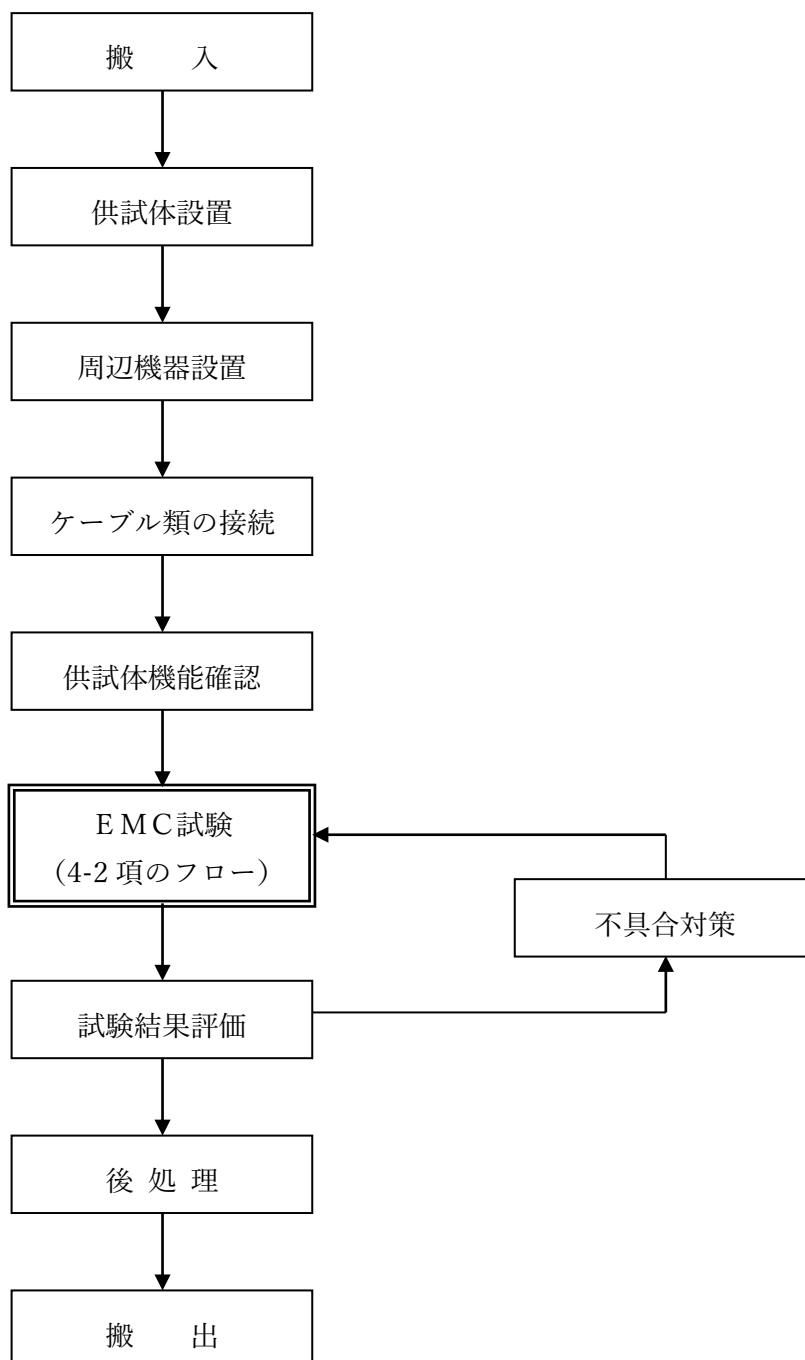 搬　　入
供試体設置
周辺機器設置
ケーブル類の接続
供試体機能確認
ＥＭＣ試験
（4-2 項のフロー）
不具合対策
試験結果評価
後 処 理
搬　　出